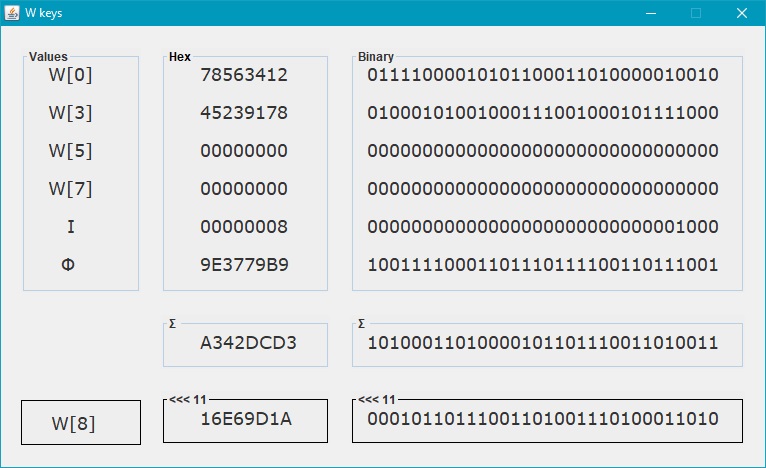 W keys
Values Hex Binary
W[0] 78563412 01111000010101100011010000010010
W[3] 45239178 01000101001000111001000101111000
W[5] 00000000 00000000000000000000000000000000
W[7] 00000000 00000000000000000000000000000000
I 00000008 00000000000000000000000000001000
Φ 9E3779B9 10011110001101110111100110111001
Σ Σ
A342DCD3 10100011010000101101110011010011
<<< 11 <<< 11
W[8] 16E69D1A 00010110111001101001110100011010